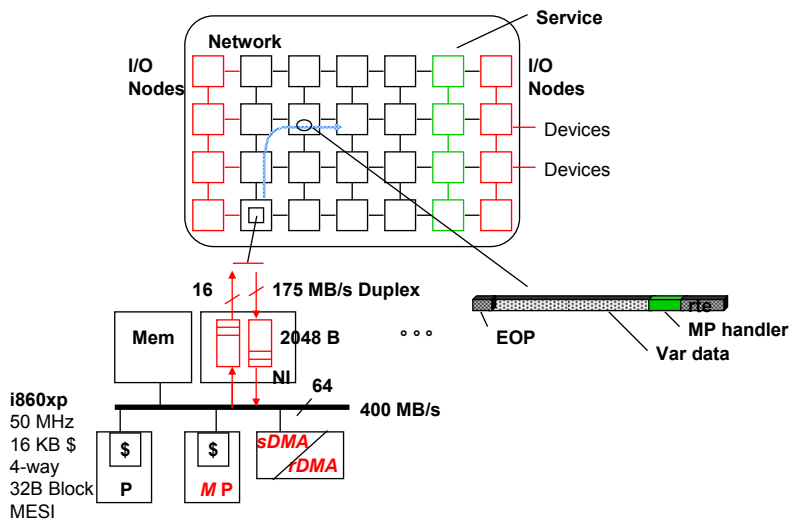 Service
Network
I/O
Nodes
I/O
Nodes
Devices
Devices
16
175 MB/s Duplex
rte
MP handler
EOP
Var data
Mem
2048 B
NI
64
400 MB/s
i860xp
50 MHz
16 KB $
4-way
32B Block
MESI
$
P
$
M P
sDMA
rDMA